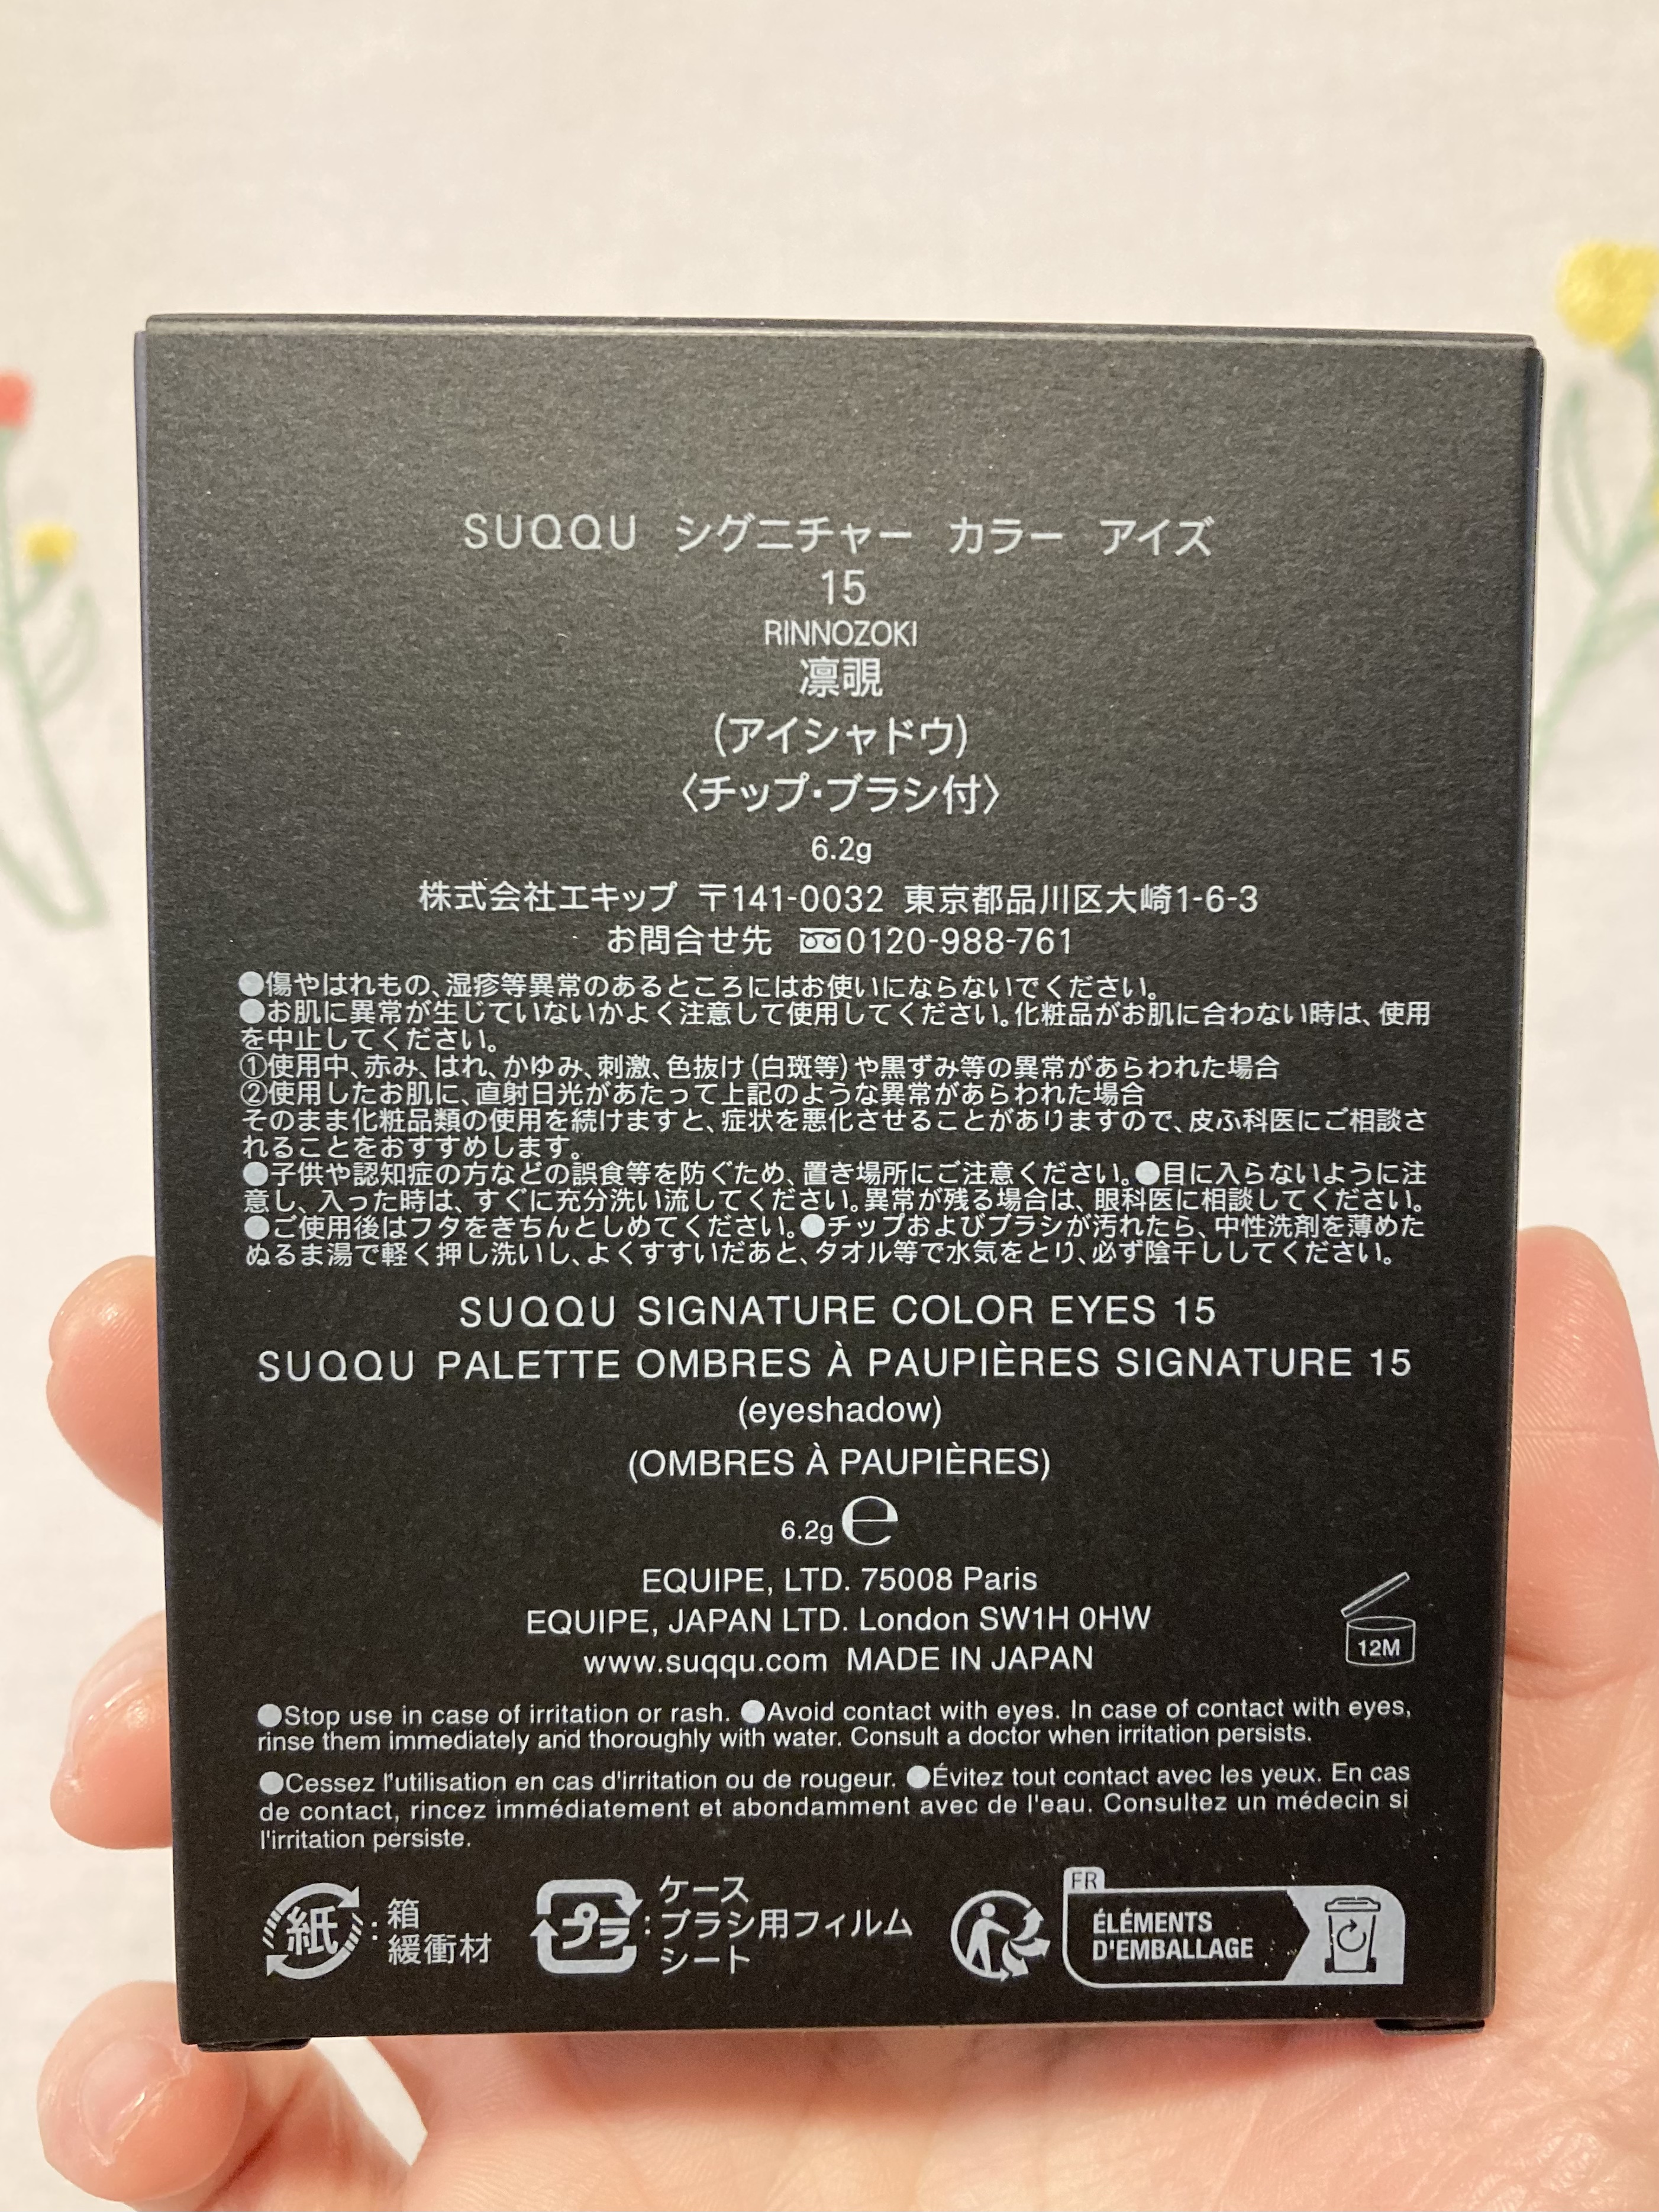 SUQQU シグニチャー カラー アイズ
15
RINNOZOKI
凛覗
(アイシャドウ)
〈チップ・ブラシ付〉
6.2g
株式会社エキップ 〒141-0032 東京都品川区大崎1-6-3
お問合せ先 0120-988-761
●傷やはれもの、湿疹等異常のあるところにはお使いにならないでください。
●お肌に異常が生じていないかよく注意して使用してください。化粧品がお肌に合わない時は、使用
を中止してください。
①使用中、赤み、はれ、かゆみ、刺激、色抜け(白斑等)や黒ずみ等の異常があらわれた場合
②使用したお肌に、直射日光があたって上記のような異常があらわれた場合
そのまま化粧品類の使用を続けますと、症状を悪化させることがありますので、皮ふ科医にご相談さ
れることをおすすめします。
●子供や認知症の方などの誤食等を防ぐため、置き場所にご注意ください。●目に入らないように注
意し、入った時は、すぐに充分洗い流してください。異常が残る場合は、眼科医に相談してください。
●ご使用後はフタをきちんとしめてください。●チップおよびブラシが汚れたら、中性洗剤を薄めた
ぬるま湯で軽く押し洗いし、よくすすいだあと、タオル等で水気をとり、必ず陰干ししてください。
SUQQU SIGNATURE COLOR EYES 15
SUQQU PALETTE OMBRES À PAUPIÈRES SIGNATURE 15
(eyeshadow)
(OMBRES À PAUPIÈRES)
6.2g ℮
EQUIPE, LTD. 75008 Paris
EQUIPE, JAPAN LTD. London SW1H 0HW
www.suqqu.com MADE IN JAPAN
12M
●Stop use in case of irritation or rash. ●Avoid contact with eyes. In case of contact with eyes,
rinse them immediately and thoroughly with water. Consult a doctor when irritation persists.
●Cessez l'utilisation en cas d'irritation ou de rougeur. ●Évitez tout contact avec les yeux. En cas
de contact, rincez immédiatement et abondamment avec de l'eau. Consultez un médecin si
l'irritation persiste.
紙:箱
緩衝材
プラ:ケース
ブラシ用フィルム
シート
FR
ÉLÉMENTS
D'EMBALLAGE